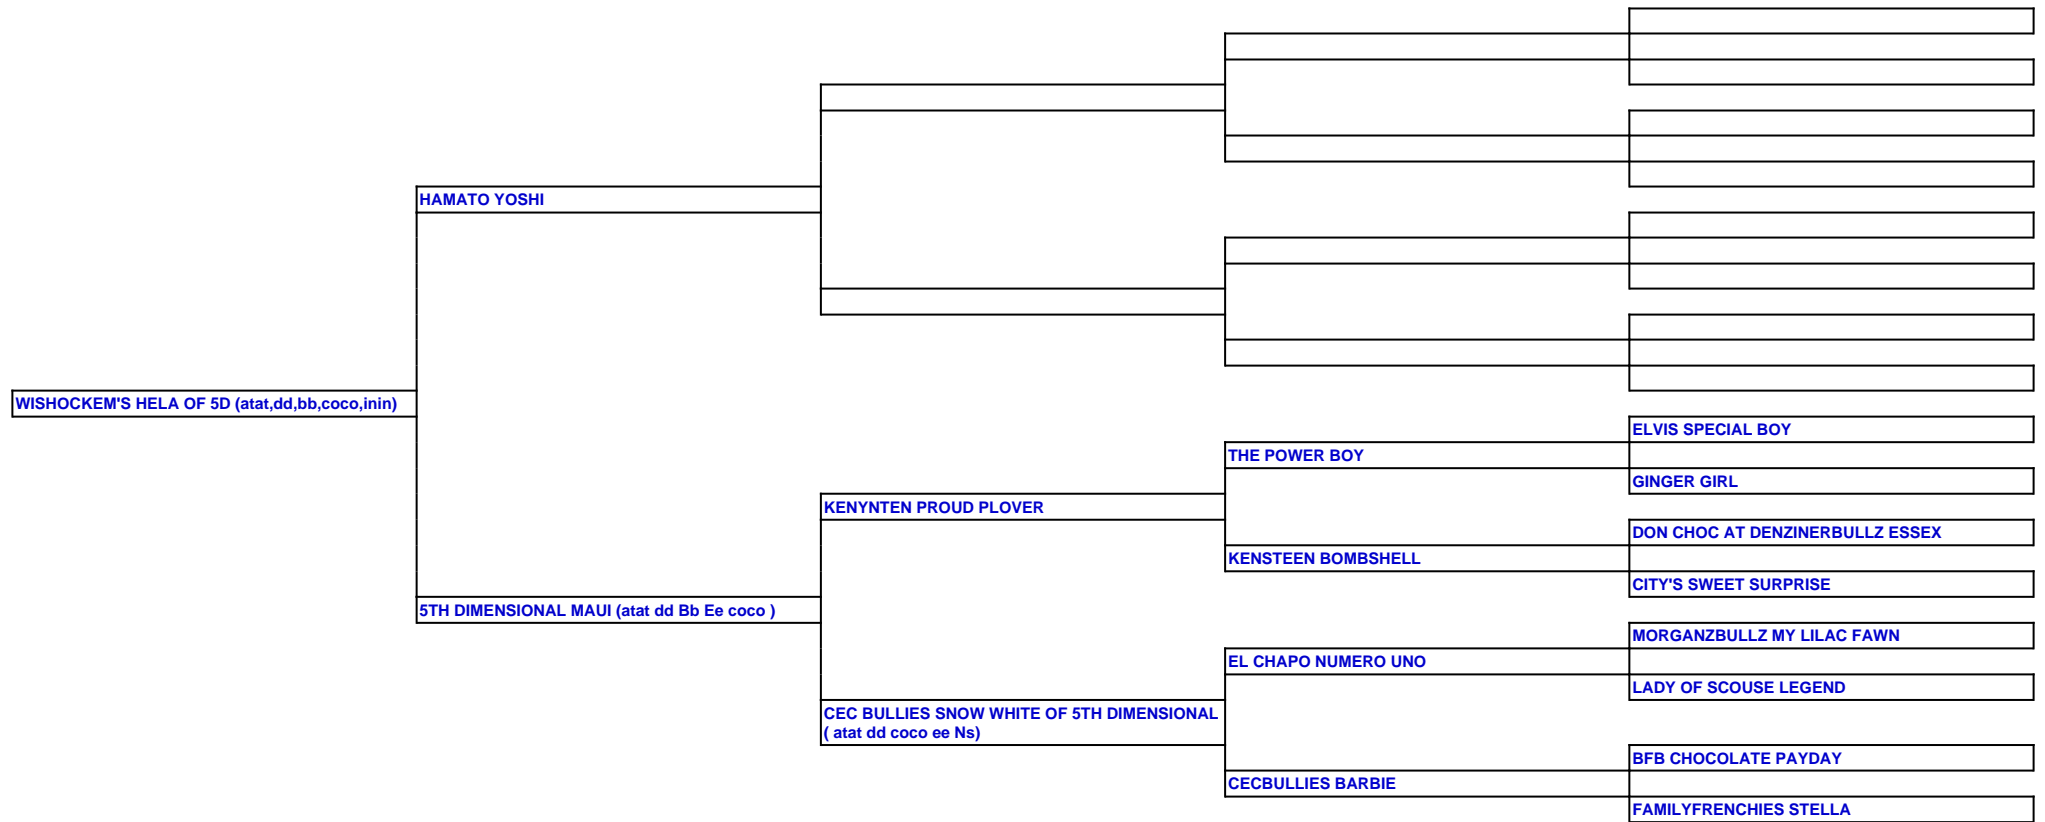 HAMATO YOSHI
WISHOCKEM'S HELA OF 5D (atat,dd,bb,coco,inin)
ELVIS SPECIAL BOY
THE POWER BOY
GINGER GIRL
KENYNTEN PROUD PLOVER
DON CHOC AT DENZINERBULLZ ESSEX
KENSTEEN BOMBSHELL
CITY'S SWEET SURPRISE
5TH DIMENSIONAL MAUI (atat dd Bb Ee coco )
MORGANZBULLZ MY LILAC FAWN
EL CHAPO NUMERO UNO
LADY OF SCOUSE LEGEND
CEC BULLIES SNOW WHITE OF 5TH DIMENSIONAL
( atat dd coco ee Ns)
BFB CHOCOLATE PAYDAY
CECBULLIES BARBIE
FAMILYFRENCHIES STELLA